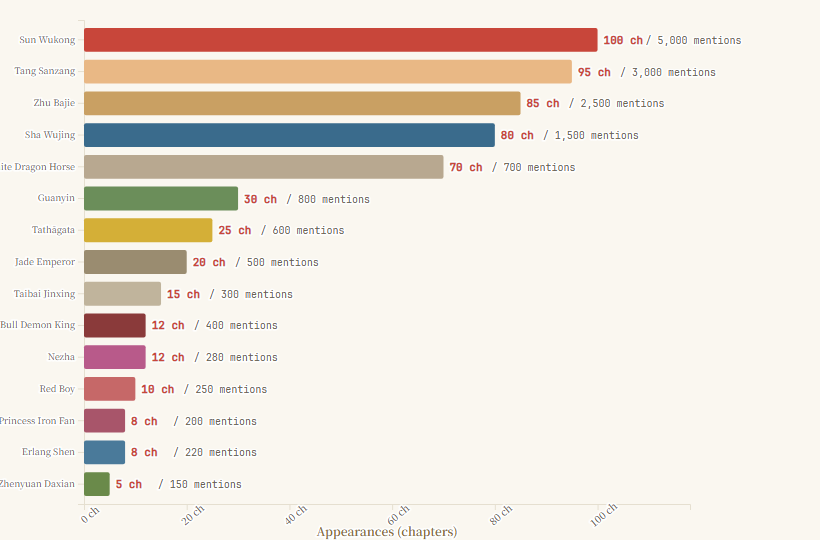 Sun Wukong 100 ch / 5,000 mentions
Tang Sanzang 95 ch / 3,000 mentions
Zhu Bajie 85 ch / 2,500 mentions
Sha Wujing 80 ch / 1,500 mentions
ite Dragon Horse 70 ch / 700 mentions
Guanyin 30 ch / 800 mentions
Tathāgata 25 ch / 600 mentions
Jade Emperor 20 ch / 500 mentions
Taibai Jinxing 15 ch / 300 mentions
Bull Demon King 12 ch / 400 mentions
Nezha 12 ch / 280 mentions
Red Boy 10 ch / 250 mentions
Princess Iron Fan 8 ch / 200 mentions
Erlang Shen 8 ch / 220 mentions
Zhenyuan Daxian 5 ch / 150 mentions
0 ch 20 ch 40 ch 60 ch 80 ch 100 ch
Appearances (chapters)